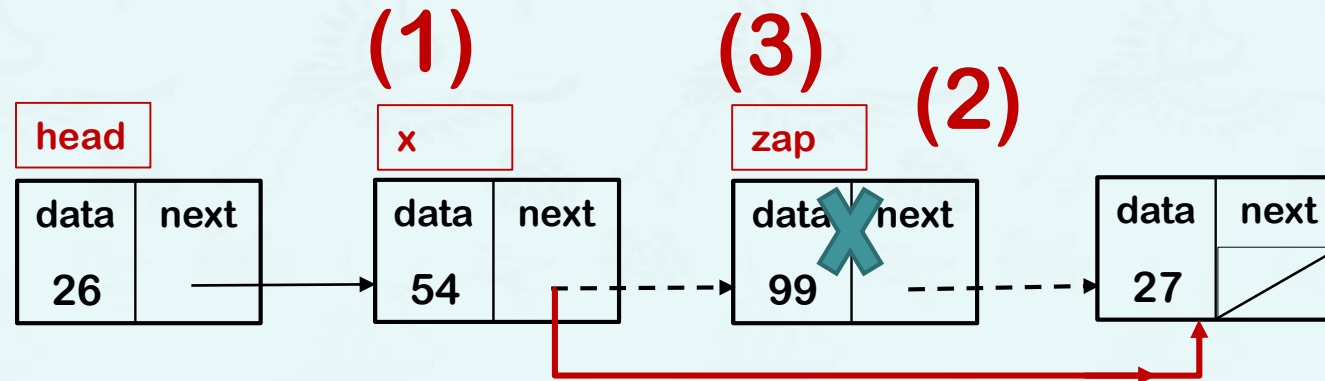 (1)
(3)
(2)
head
x
zap
data next
26
data next
54
data next
99
data next
27